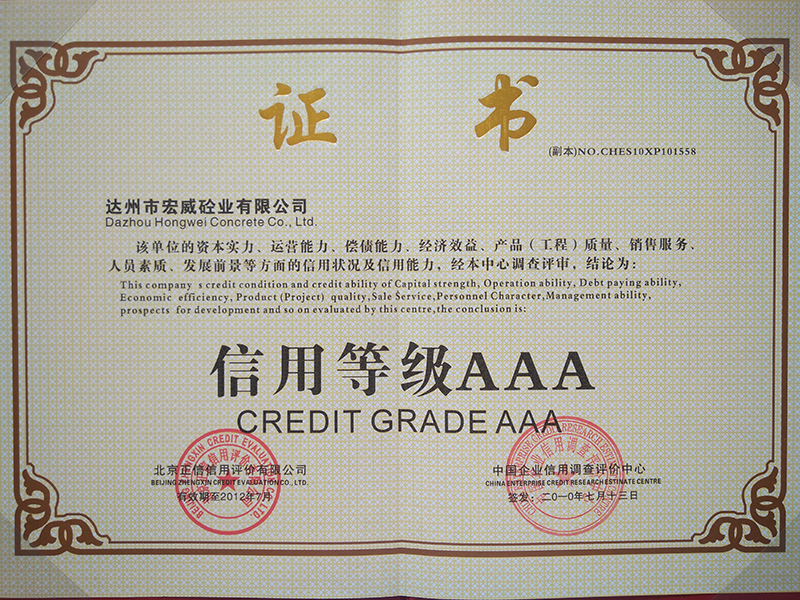 证 书
(副本)NO.CHES10XP101558
达州市宏威砼业有限公司
Dazhou Hongwei Concrete Co., Ltd.
该单位的资本实力、运营能力、偿债能力、经济效益、产品（工程）质量、销售服务、
人员素质、发展前景等方面的信用状况及信用能力，经本中心调查评审，结论为：
This company s credit condition and credit ability of Capital strength, Operation ability, Debt paying ability,
Economic efficiency, Product (Project) quality,Sale Service,Personnel Character,Management ability,
prospects for development and so on evaluated by this centre,the conclusion is:
信用等级AAA
CREDIT GRADE AAA
北京正信信用评价有限公司
BEIJING ZHENGXIN CREDIT EVALUATION CO., LTD.
有效期至2012年7月
中国企业信用调查评价中心
CHINA ENTERPRISE CREDIT RESEARCH ESTINATE CENTRE
签发：二〇一〇年七月十三日